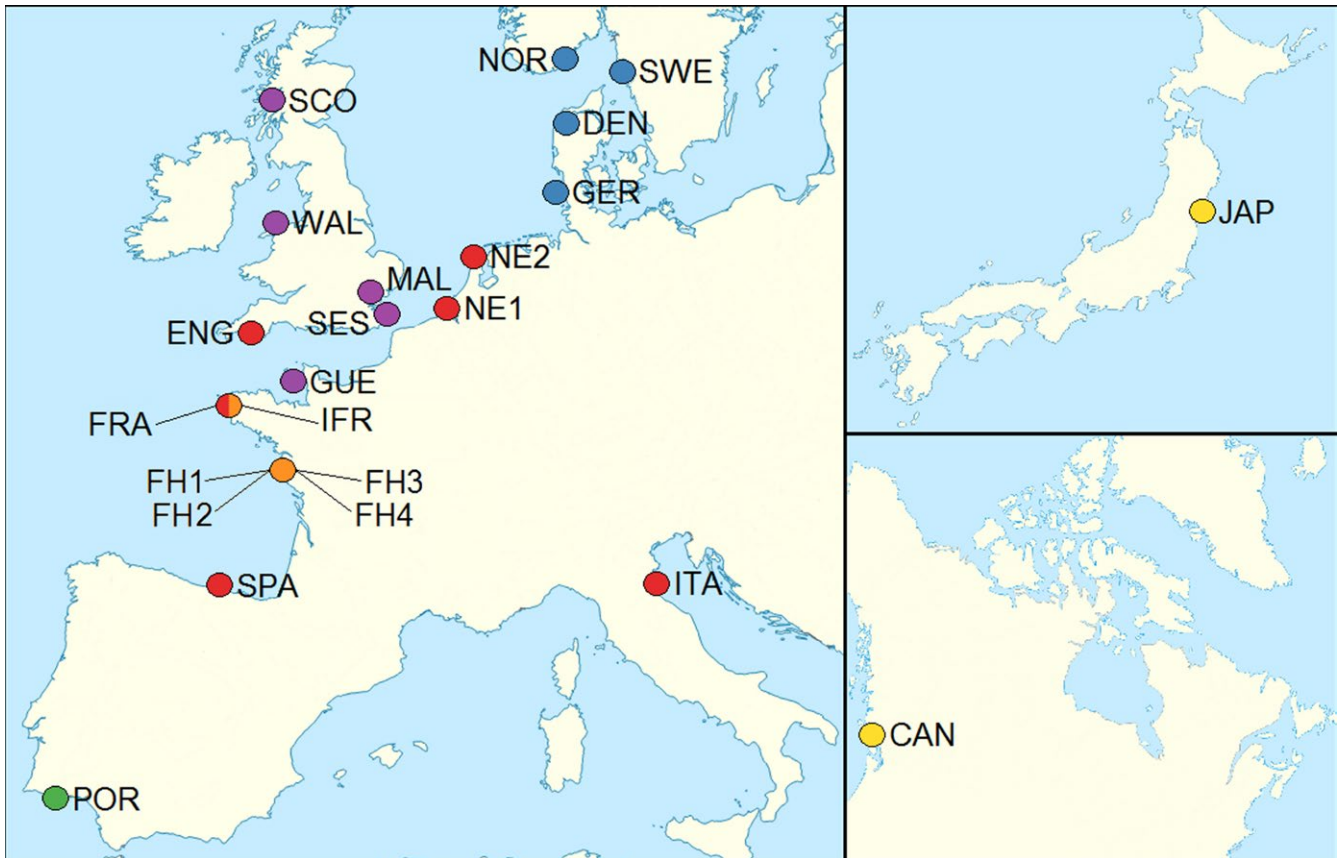 NOR
SWE
SCO
DEN
GER
WAL
NE2
MAL
NE1
SES
ENG
GUE
FRA
IFR
FH1
FH3
FH2
FH4
SPA
ITA
POR
JAP
CAN